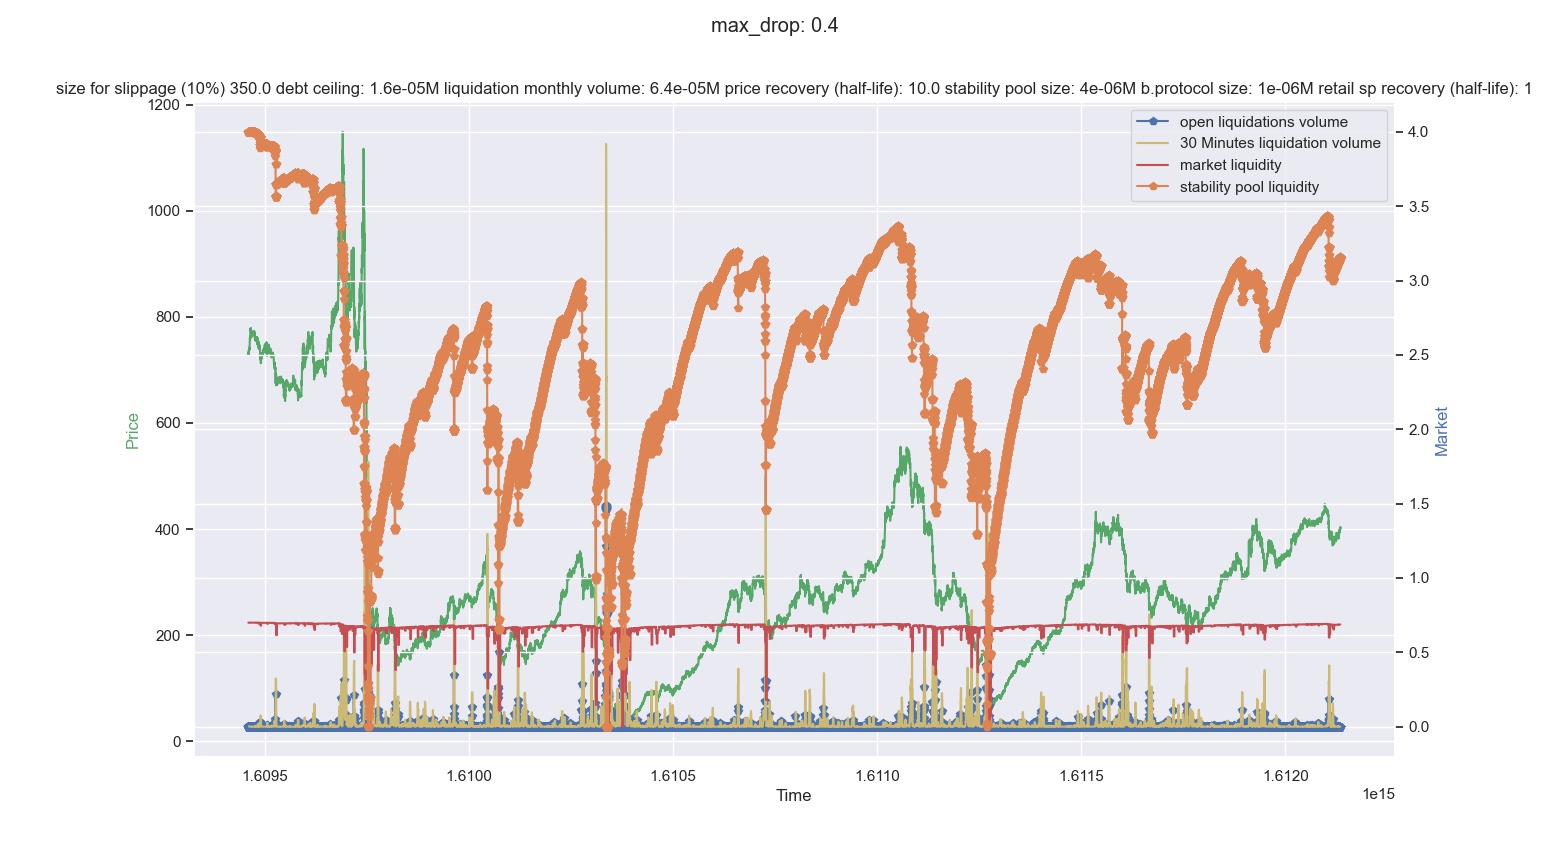 max_drop: 0.4
size for slippage (10%) 350.0 debt ceiling: 1.6e-05M liquidation monthly volume: 6.4e-05M price recovery (half-life): 10.0 stability pool size: 4e-06M b.protocol size: 1e-06M retail sp recovery (half-life): 1
open liquidations volume
30 Minutes liquidation volume
market liquidity
stability pool liquidity
1200
1000
800
600
400
200
0
Price
4.0
3.5
3.0
2.5
2.0
1.5
1.0
0.5
0.0
Market
1.6095 1.6100 1.6105 1.6110 1.6115 1.6120
1e15
Time